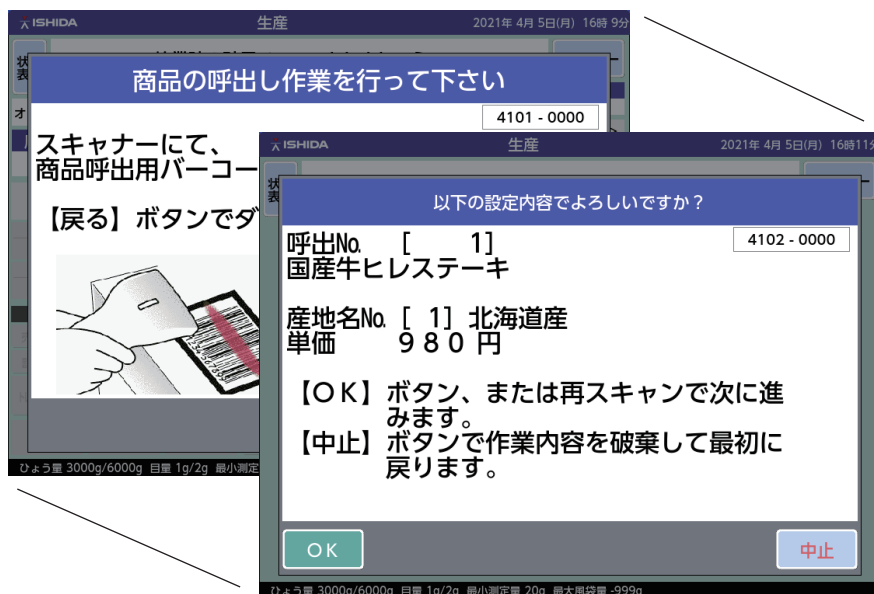 ISHIDA 生産 2021年 4月 5日(月) 16時 9分
状
表
商品の呼出し作業を行って下さい
4101 - 0000
オ
スキャナーにて、
商品呼出用バーコー
【戻る】ボタンでダ
ひょう量 3000g/6000g 目量 1g/2g 最小測定
ISHIDA 生産 2021年 4月 5日(月) 16時11分
状
表
以下の設定内容でよろしいですか？
4102 - 0000
呼出No. [ 1]
国産牛ヒレステーキ
産地名No. [ 1] 北海道産
単価 ９８０円
【ＯＫ】ボタン、または再スキャンで次に進
みます。
【中止】ボタンで作業内容を破棄して最初に
戻ります。
OK 中止
ひょう量 3000g/6000g 目量 1g/2g 最小測定量 20g 最大風袋量 -999g